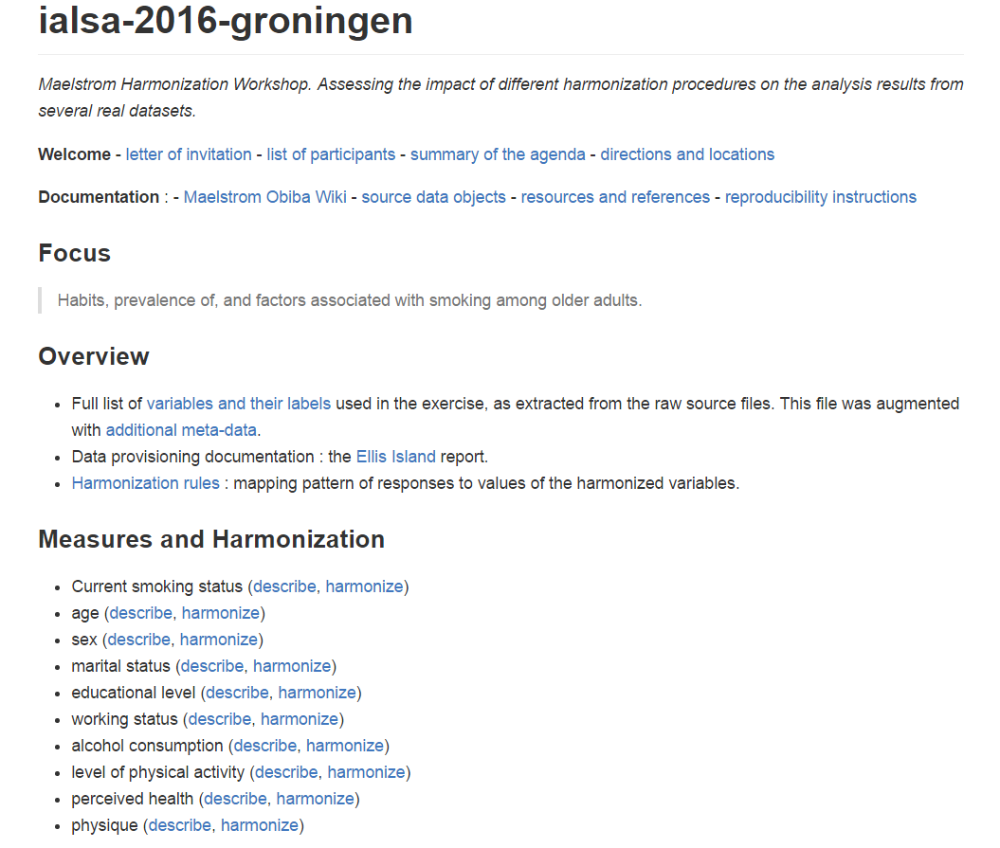 ialsa-2016-groningen
Maelstrom Harmonization Workshop. Assessing the impact of different harmonization procedures on the analysis results from
several real datasets.
Welcome - letter of invitation - list of participants - summary of the agenda - directions and locations
Documentation : - Maelstrom Obiba Wiki - source data objects - resources and references - reproducibility instructions
Focus
Habits, prevalence of, and factors associated with smoking among older adults.
Overview
• Full list of variables and their labels used in the exercise, as extracted from the raw source files. This file was augmented
with additional meta-data.
• Data provisioning documentation : the Ellis Island report.
• Harmonization rules : mapping pattern of responses to values of the harmonized variables.
Measures and Harmonization
• Current smoking status (describe, harmonize)
• age (describe, harmonize)
• sex (describe, harmonize)
• marital status (describe, harmonize)
• educational level (describe, harmonize)
• working status (describe, harmonize)
• alcohol consumption (describe, harmonize)
• level of physical activity (describe, harmonize)
• perceived health (describe, harmonize)
• physique (describe, harmonize)